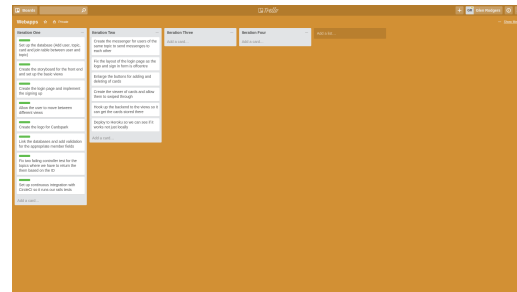 Boards
Trello
Webapps
Private
Iteration One
Set up the database (add user, topic,
card and join table between user and
topic)
Create the storyboard for the front end
and set up the basic views
Create the login page and implement
the signing up
Allow the user to move between
different views
Create the logo for Cardspark
Link the databases and add validation
for the appropriate member fields
Fix two failing controller test for the
topics where we have to return the
from based on the ID
Set up continuous integration with
CircleCI so it runs our rails tests
Add a card...
Iteration Two
Create the messenger for users of the
same topic to send messages to
each other
Fix the layout of the login page as the
logo and sign in form is offcentre
Enlarge the buttons for adding and
deleting of cards
Create the viewer of cards and allow
them to swiped through
Hook up the backend to the views so it
can get the cards stored there
Deploy to Heroku so we can see if it
works not just locally
Add a card...
Iteration Three
Add a card...
Iteration Four
Add a card...
Add a list...